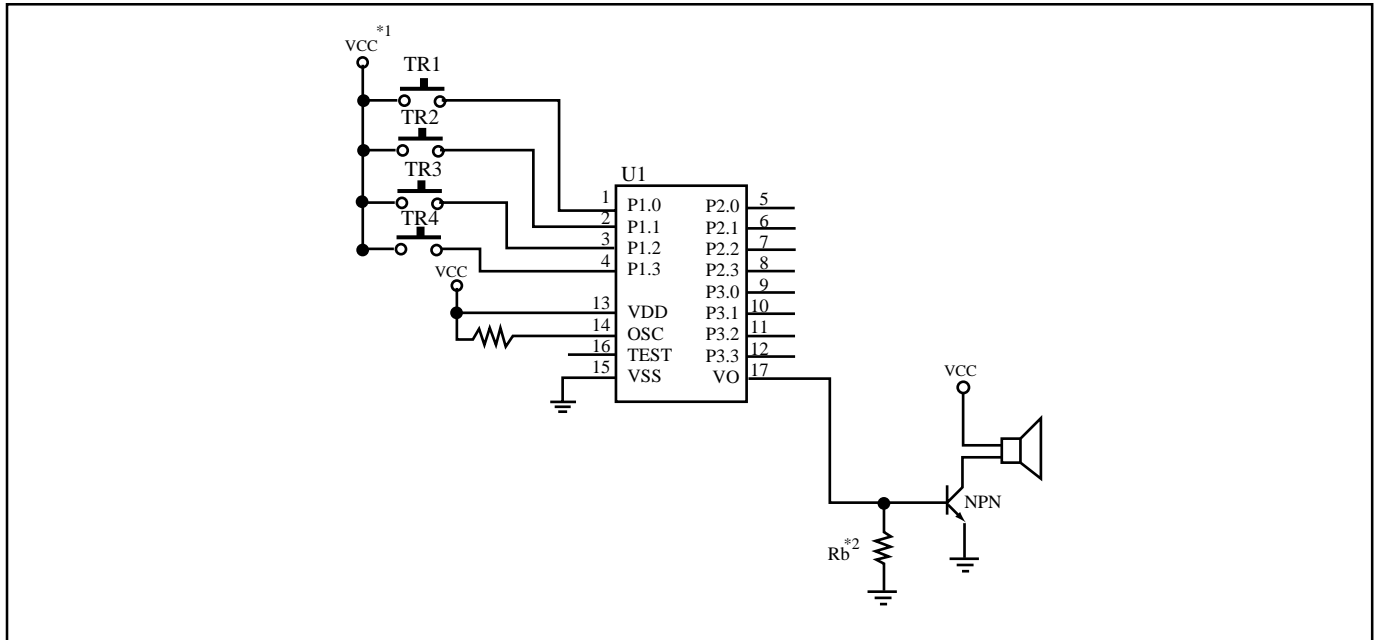 VCC*1
TR1
TR2
TR3
TR4
VCC
U1
1 P1.0
2 P1.1
3 P1.2
4 P1.3
13 VDD
14 OSC
16 TEST
15 VSS
P2.0 5
P2.1 6
P2.2 7
P2.3 8
P3.0 9
P3.1 10
P3.2 11
P3.3 12
VO 17
VCC
NPN
Rb*2